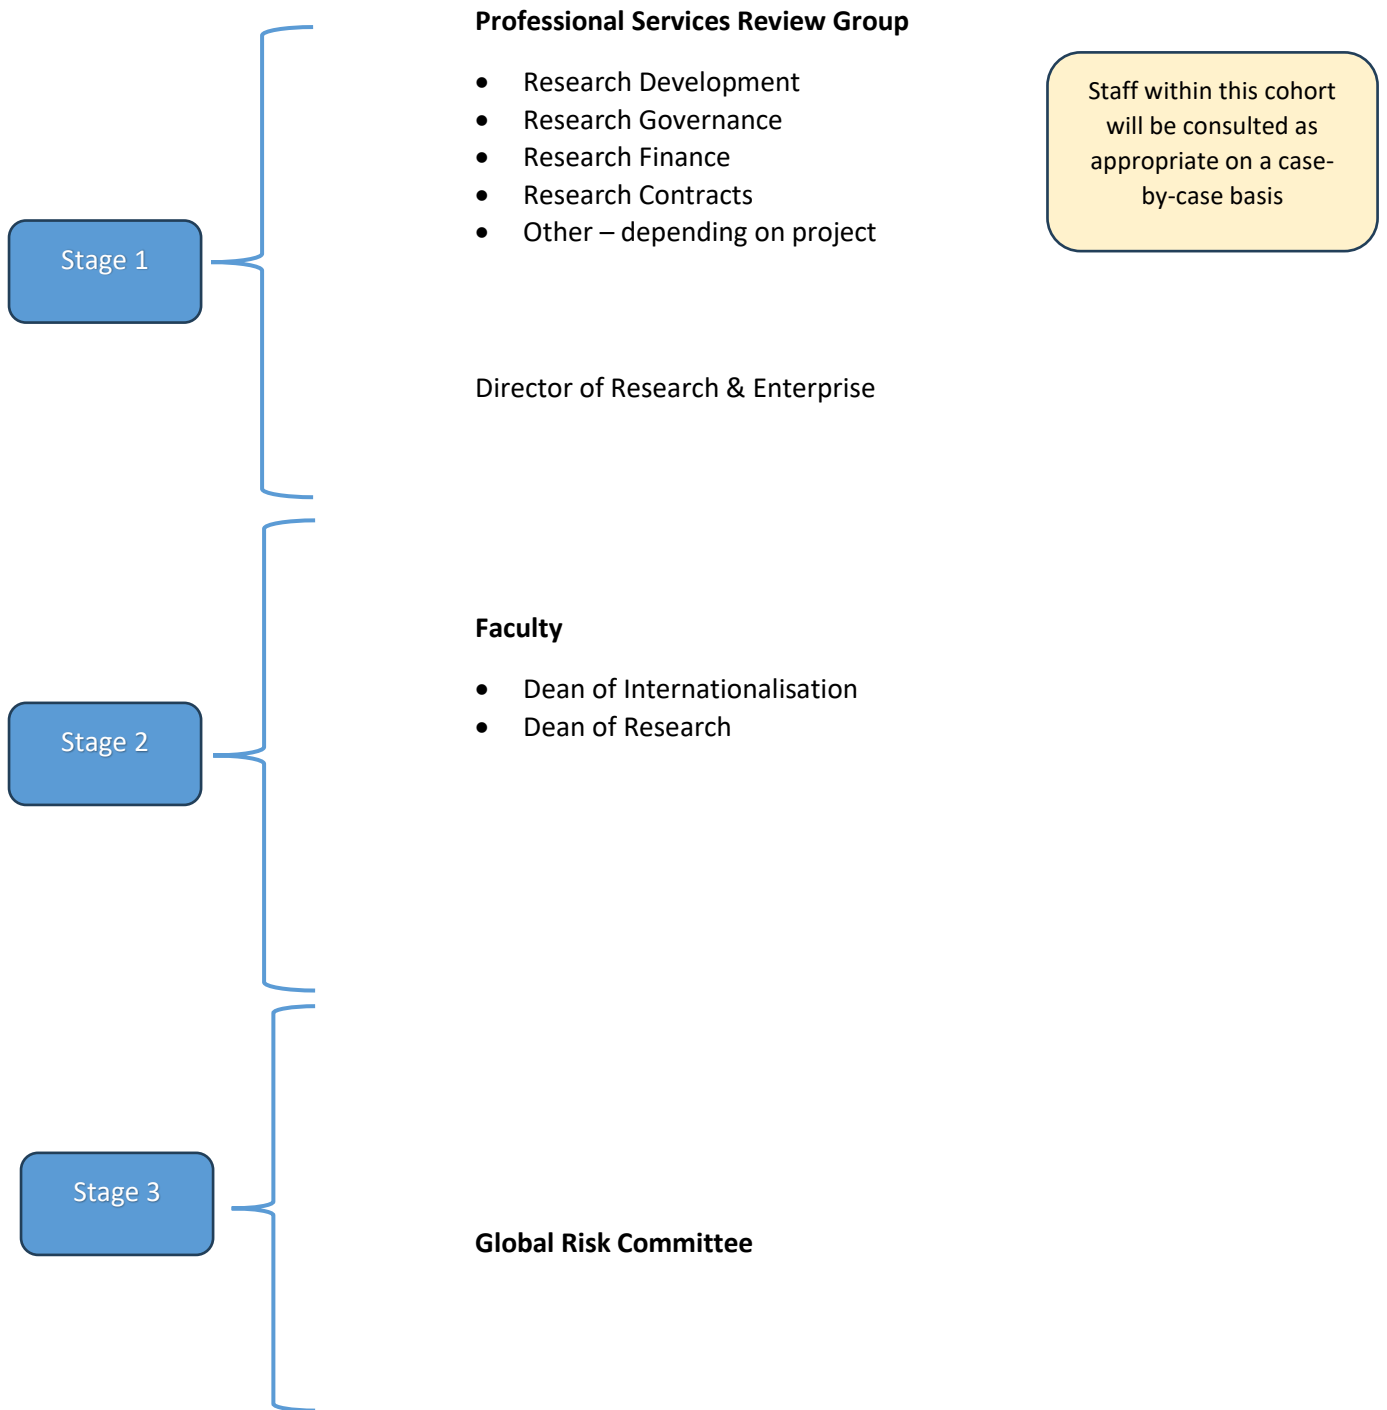 Professional Services Review Group
• Research Development
• Research Governance
• Research Finance
• Research Contracts
• Other – depending on project
Staff within this cohort
will be consulted as
appropriate on a case-
by-case basis
Stage 1
Director of Research & Enterprise
Faculty
• Dean of Internationalisation
• Dean of Research
Stage 2
Stage 3
Global Risk Committee